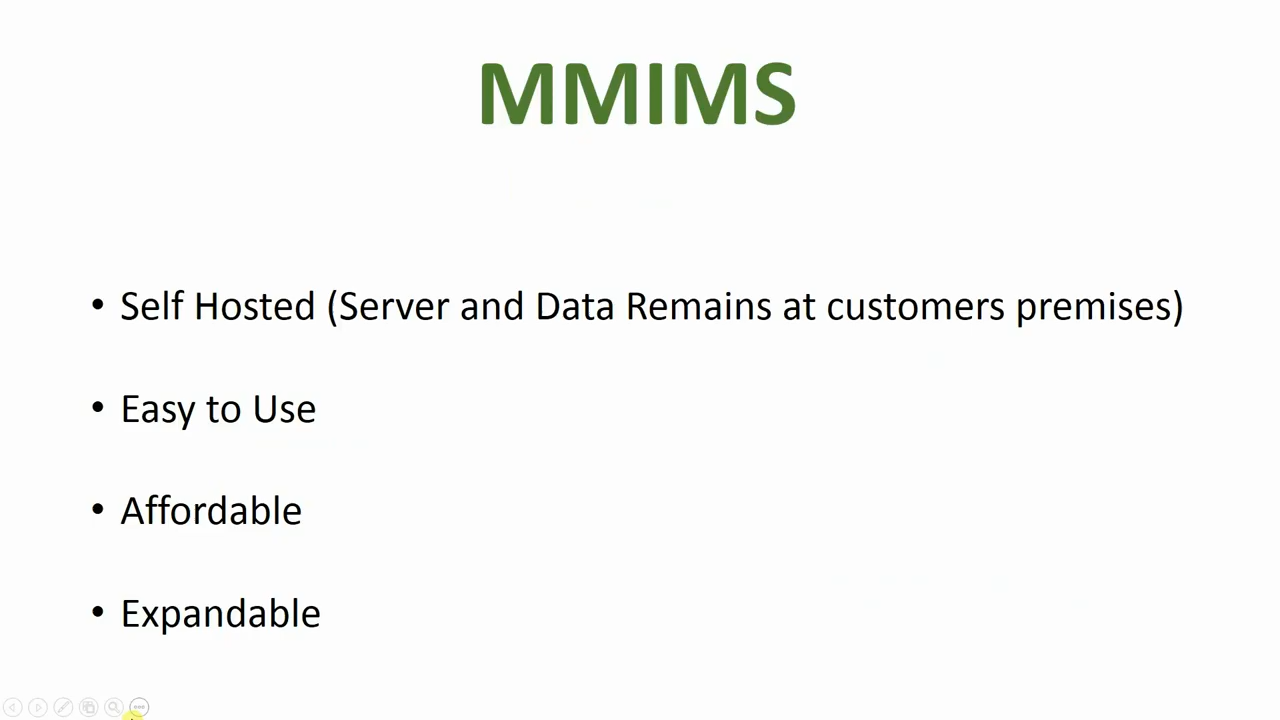 MMIMS
• Self Hosted (Server and Data Remains at customers premises)
• Easy to Use
• Affordable
• Expandable